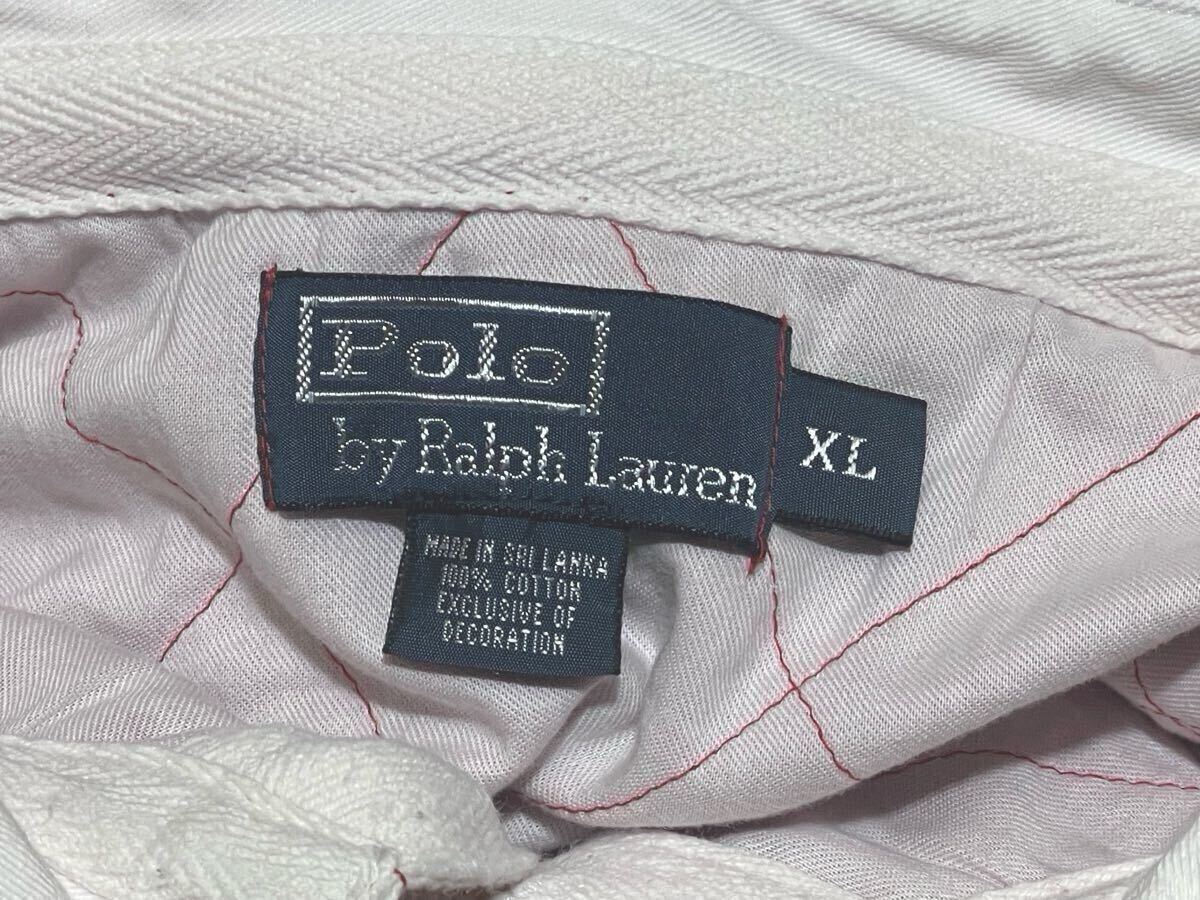 Polo
by Ralph Lauren
XL
MADE IN SRI LANKA
100% COTTON
EXCLUSIVE OF
DECORATION